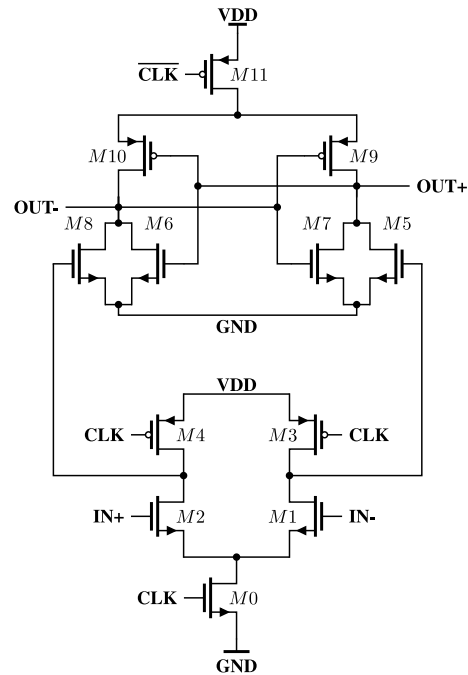 VDD
CLK
M11
M10
M9
OUT+
OUT-
M8
M6
M7
M5
GND
VDD
CLK
M4
M3
CLK
IN+
M2
M1
IN-
CLK
M0
GND